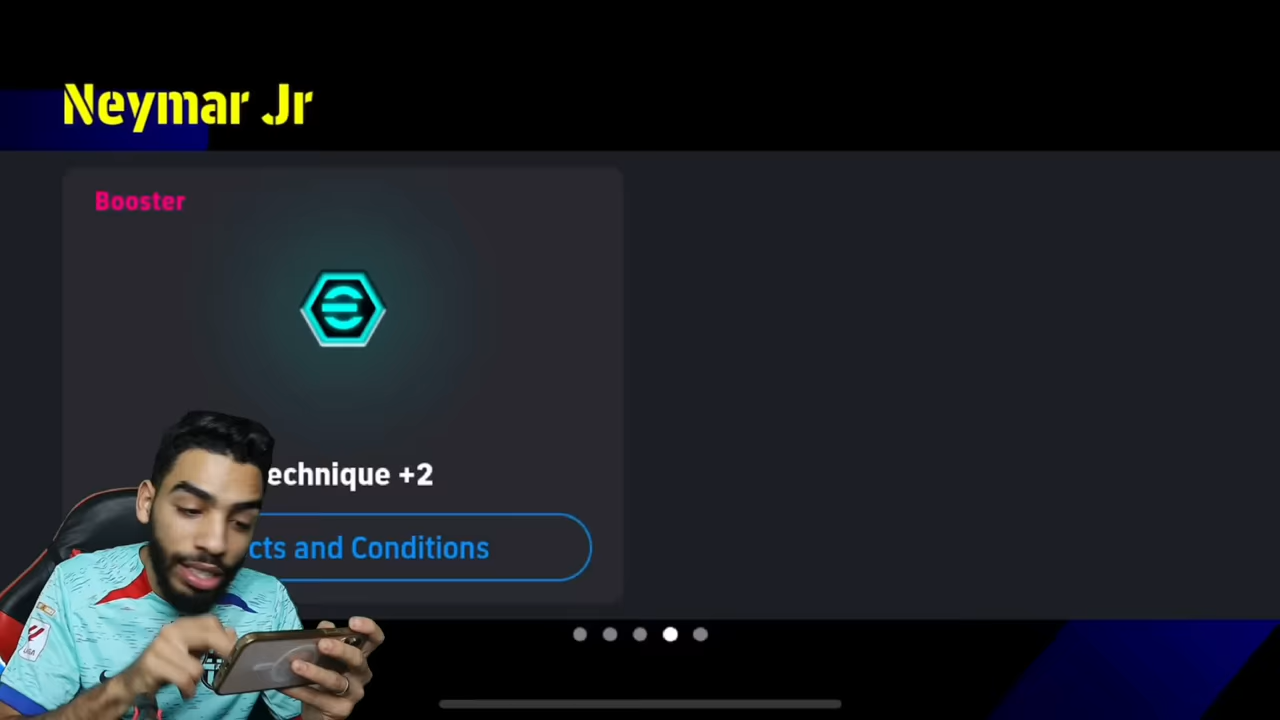 Neymar Jr
Booster
echnique +2
cts and Conditions